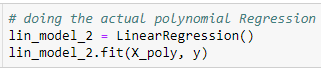 # doing the actual polynomial Regression
lin_model_2 = LinearRegression()
lin_model_2.fit(X_poly, y)